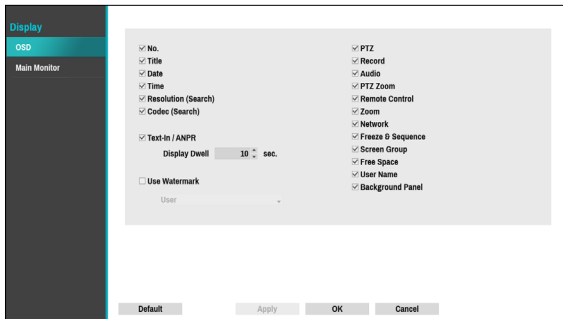 Display
OSD
Main Monitor
No.
Title
Date
Time
Resolution (Search)
Codec (Search)
Text-In / ANPR
Display Dwell 10 sec.
Use Watermark
User
PTZ
Record
Audio
PTZ Zoom
Remote Control
Zoom
Network
Freeze & Sequence
Screen Group
Free Space
User Name
Background Panel
Default Apply OK Cancel